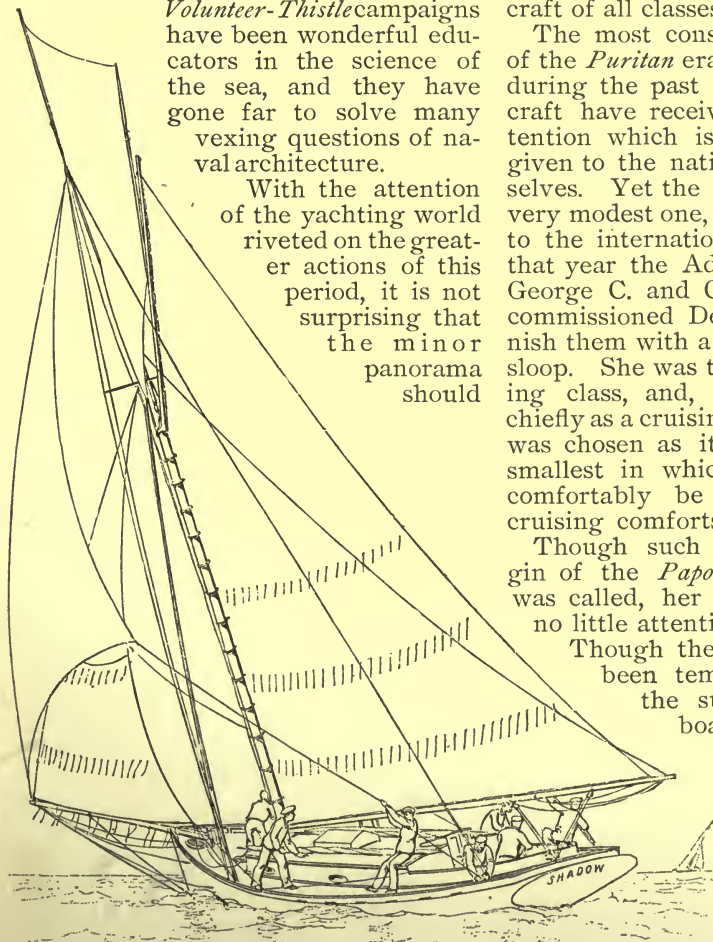 Volunteer-Thistle campaigns
have been wonderful edu-
cators in the science of
the sea, and they have
gone far to solve many
vexing questions of na-
val architecture.
With the attention
of the yachting world
riveted on the great-
er actions of this
period, it is not
surprising that
the minor
panorama
should
craft of all classes
The most cons
of the Puritan era
during the past
craft have receiv
tention which is
given to the nati
selves. Yet the
very modest one,
to the internatio
that year the Ad
George C. and C
commissioned De
nish them with a
sloop. She was t
ing class, and,
chiefly as a cruisin
was chosen as it
smallest in whic
comfortably be
cruising comforts
Though such
gin of the Papo
was called, her
no little attenti
Though the
been tem
the s
boa
SHADOW